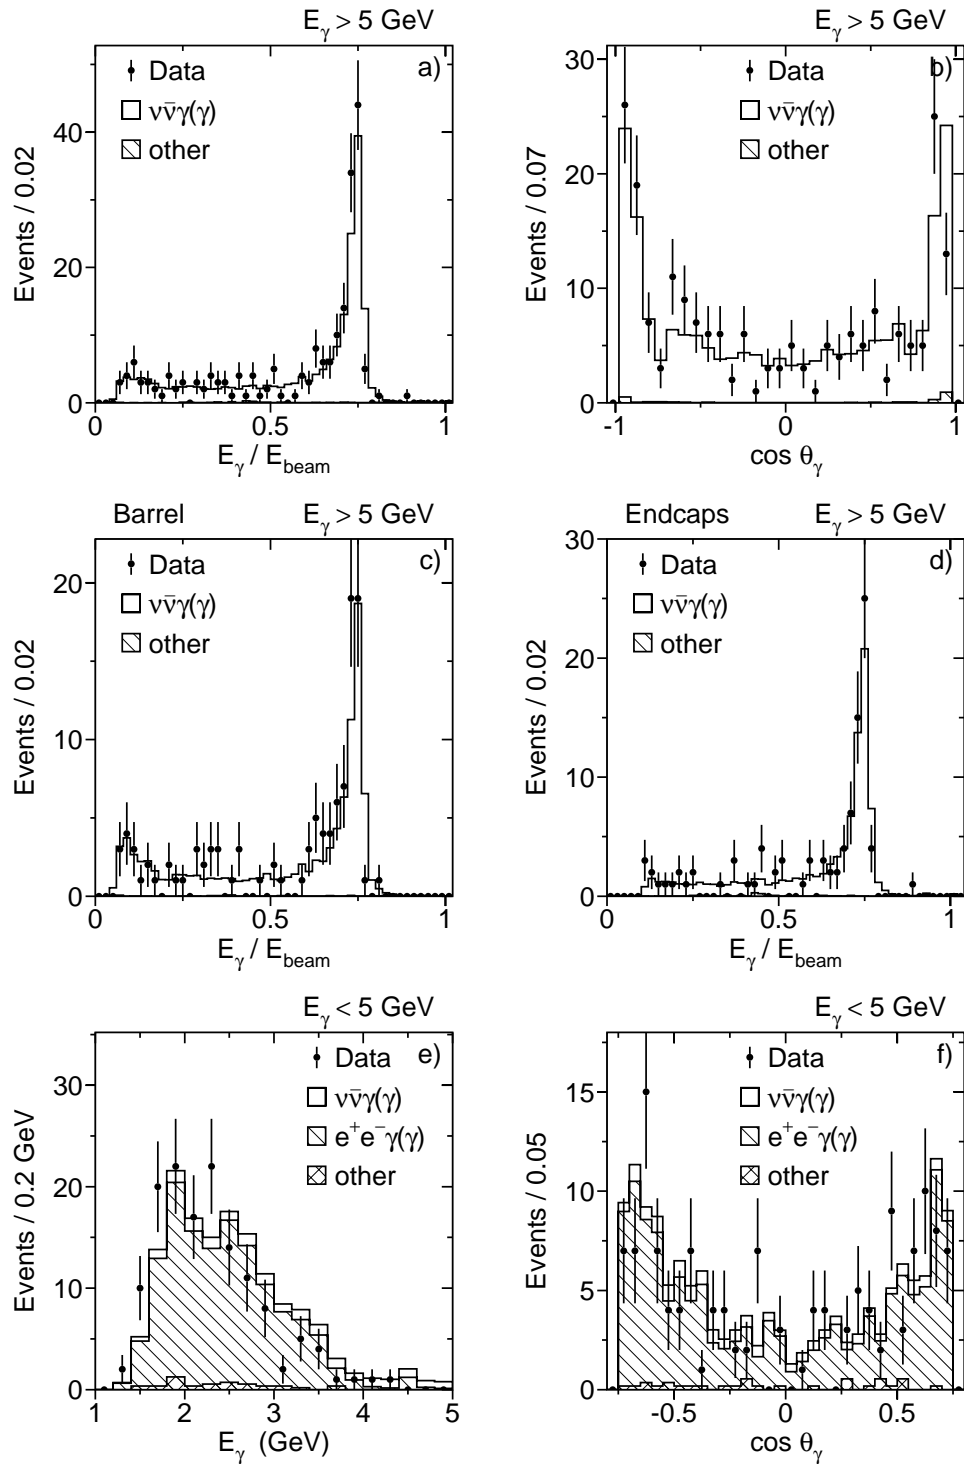 E_γ > 5 GeV
a)
Data
νν̄γ(γ)
other
Events / 0.02
0
20
40
0 0.5 1
E_γ / E_beam
E_γ > 5 GeV
b)
Data
νν̄γ(γ)
other
Events / 0.07
0
10
20
30
-1 0 1
cos θ_γ
Barrel E_γ > 5 GeV
c)
Data
νν̄γ(γ)
other
Events / 0.02
0
10
20
0 0.5 1
E_γ / E_beam
Endcaps E_γ > 5 GeV
d)
Data
νν̄γ(γ)
other
Events / 0.02
0
10
20
30
0 0.5 1
E_γ / E_beam
E_γ < 5 GeV
e)
Data
νν̄γ(γ)
e⁺e⁻γ(γ)
other
Events / 0.2 GeV
0
10
20
30
1 2 3 4 5
E_γ (GeV)
E_γ < 5 GeV
f)
Data
νν̄γ(γ)
e⁺e⁻γ(γ)
other
Events / 0.05
0
5
10
15
-0.5 0 0.5
cos θ_γ